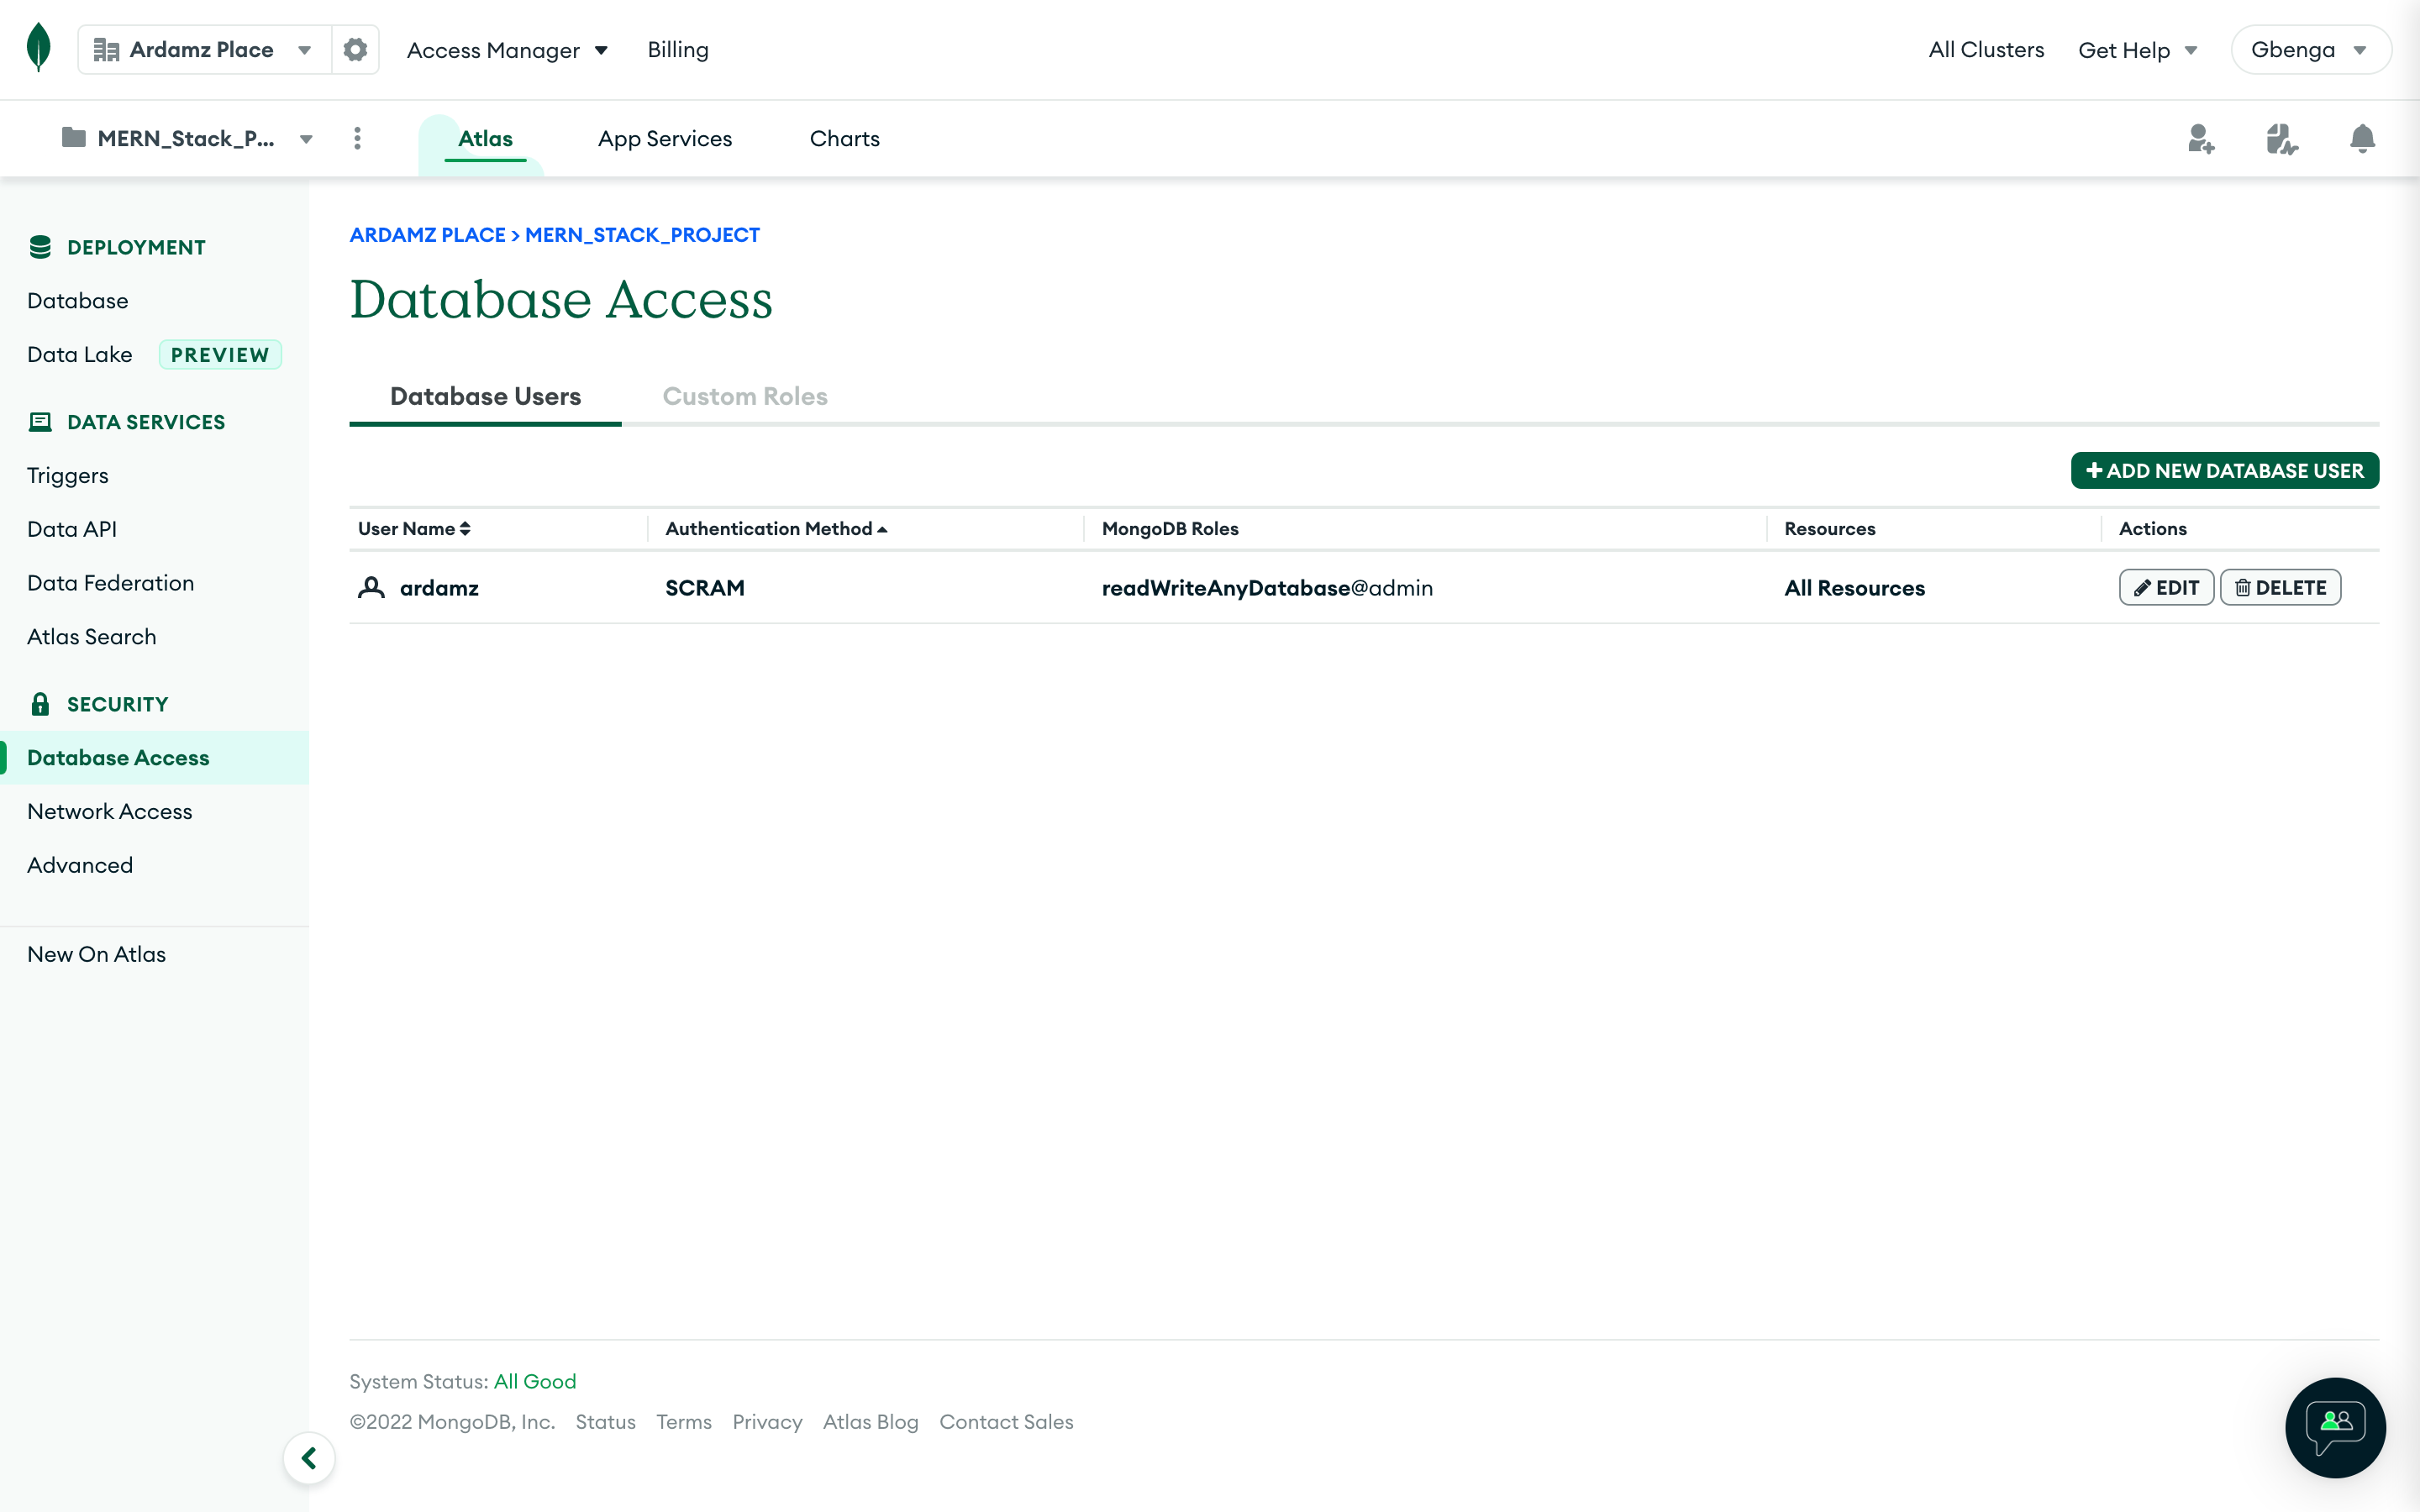 Ardamz Place
Access Manager
Billing
All Clusters
Get Help
Gbenga
MERN_Stack_P...
Atlas
App Services
Charts
DEPLOYMENT
Database
Data Lake PREVIEW
DATA SERVICES
Triggers
Data API
Data Federation
Atlas Search
SECURITY
Database Access
Network Access
Advanced
New On Atlas
ARDAMZ PLACE > MERN_STACK_PROJECT
Database Access
Database Users
Custom Roles
+ ADD NEW DATABASE USER
User Name Authentication Method MongoDB Roles Resources Actions
ardamz SCRAM readWriteAnyDatabase@admin All Resources EDIT DELETE
System Status: All Good
©2022 MongoDB, Inc. Status Terms Privacy Atlas Blog Contact Sales